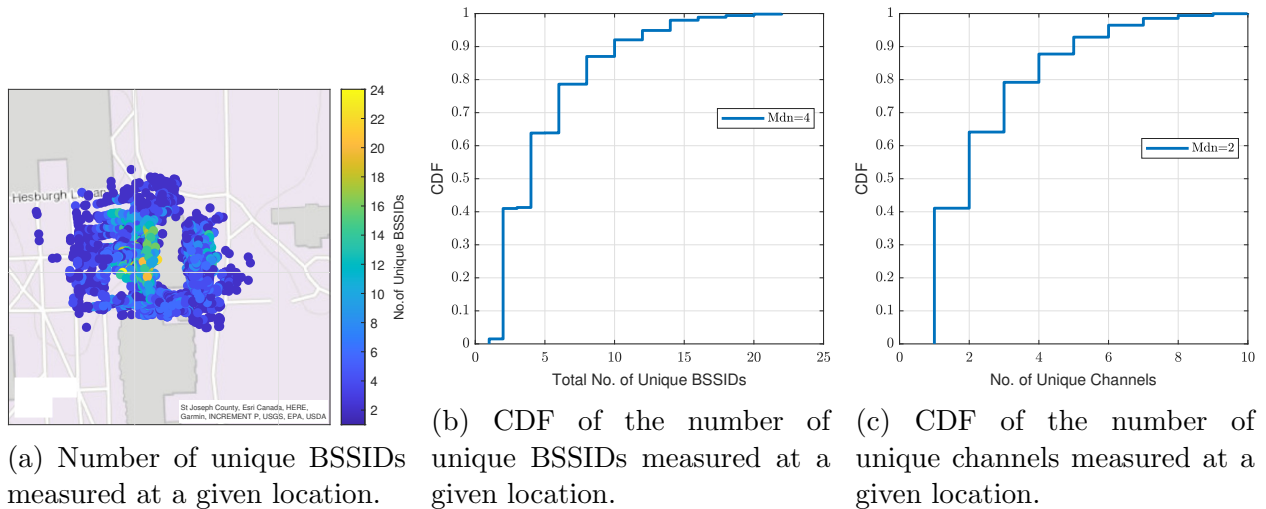 Hesburgh L
St Joseph County, Esri Canada, HERE,
Garmin, INCREMENT P, USGS, EPA, USDA
24
22
20
18
16
14
12
10
8
6
4
2
No.of Unique BSSIDs
(a) Number of unique BSSIDs
measured at a given location.
1
0.9
0.8
0.7
0.6
0.5
0.4
0.3
0.2
0.1
0
CDF
Mdn=4
0 5 10 15 20 25
Total No. of Unique BSSIDs
(b) CDF of the number of
unique BSSIDs measured at a
given location.
1
0.9
0.8
0.7
0.6
0.5
0.4
0.3
0.2
0.1
0
CDF
Mdn=2
0 2 4 6 8 10
No. of Unique Channels
(c) CDF of the number of
unique channels measured at a
given location.